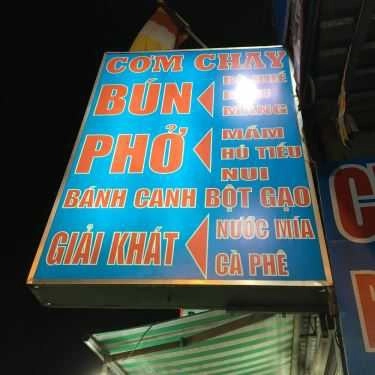 CƠM CHAY
BÚN
MĂNG
PHỞ
MẮM
HỦ TIẾU
NUI
BÁNH CANH BỘT GẠO
GIẢI KHÁT
NƯỚC MÍA
CÀ PHÊ